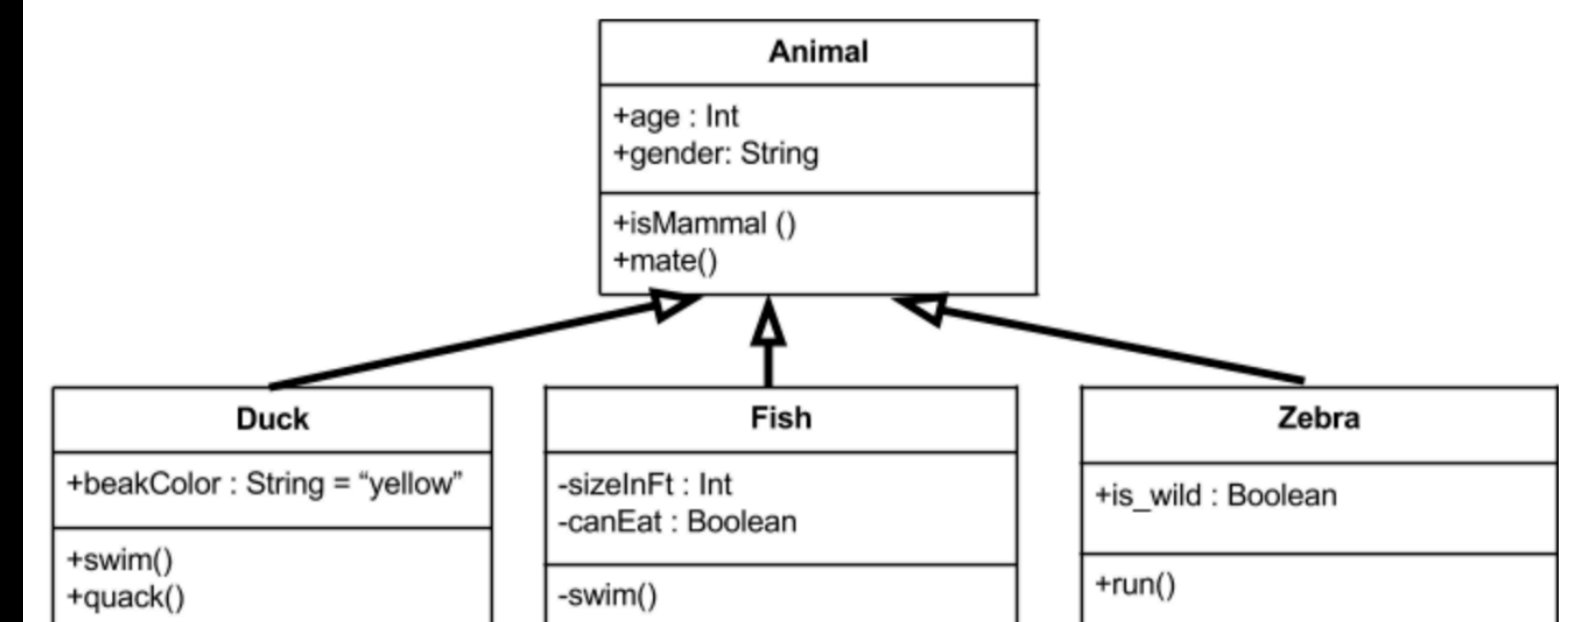 Animal
+age : Int
+gender: String
+isMammal ()
+mate()
Duck
+beakColor : String = “yellow”
+swim()
+quack()
Fish
-sizeInFt : Int
-canEat : Boolean
-swim()
Zebra
+is_wild : Boolean
+run()